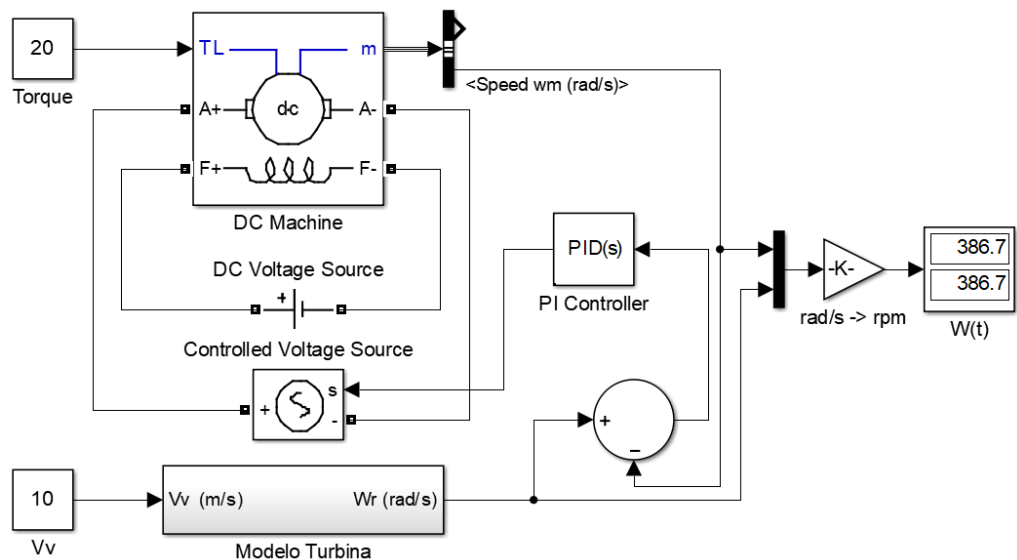 20
Torque
TL
m
A+
dc
A-
F+
F-
DC Machine
<Speed wm (rad/s)>
DC Voltage Source
+
Controlled Voltage Source
s
+
-
PID(s)
PI Controller
-K-
rad/s -> rpm
386.7
386.7
W(t)
+
–
10
Vv
Vv (m/s)
Wr (rad/s)
Modelo Turbina